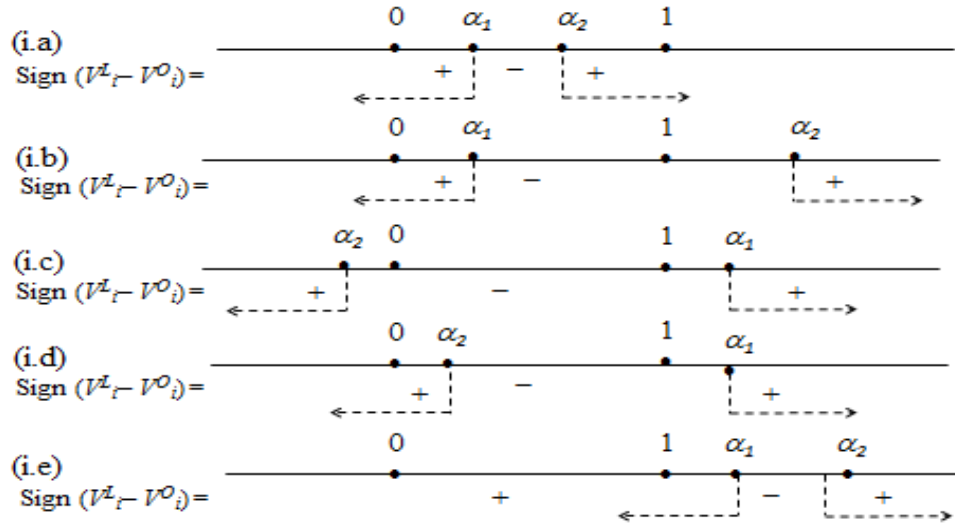 0 α₁ α₂ 1
(i.a)
Sign (Vᴸᵢ– Vᴼᵢ) =
+ – +
0 α₁ 1 α₂
(i.b)
Sign (Vᴸᵢ– Vᴼᵢ) =
+ – +
α₂ 0 1 α₁
(i.c)
Sign (Vᴸᵢ– Vᴼᵢ) =
+ – +
0 α₂ 1 α₁
(i.d)
Sign (Vᴸᵢ– Vᴼᵢ) =
+ – +
0 1 α₁ α₂
(i.e)
Sign (Vᴸᵢ– Vᴼᵢ) =
+ – +